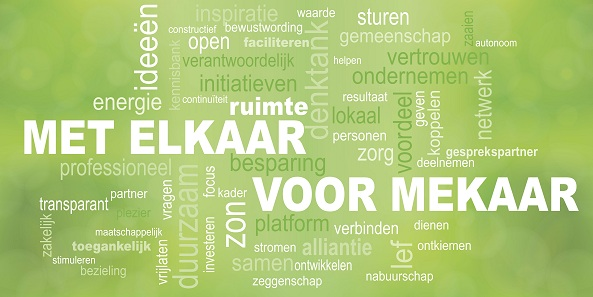 ideeën
constructief
inspiratie
bewustwording
waarde
sturen
gemeenschap
zaaien
autonoom
open
faciliteren
kennisbank
verantwoordelijk
denktank
helpen
vertrouwen
ondernemen
initiatieven
energie
continuïteit
ruimte
resultaat
lokaal
voordeel
geven
koppelen
netwerk
personen
MET ELKAAR
zorg
gesprekspartner
deelnemen
professioneel
besparing
VOOR MEKAAR
partner
vragen
focus
kader
transparant
plezier
duurzaam
zon
platform
dienen
verbinden
zakelijk
maatschappelijk
toegankelijk
investeren
stromen
alliantie
lef
ontkiemen
stimuleren
bezieling
vrijlaten
samen
ontwikkelen
zeggenschap
nabuurschap